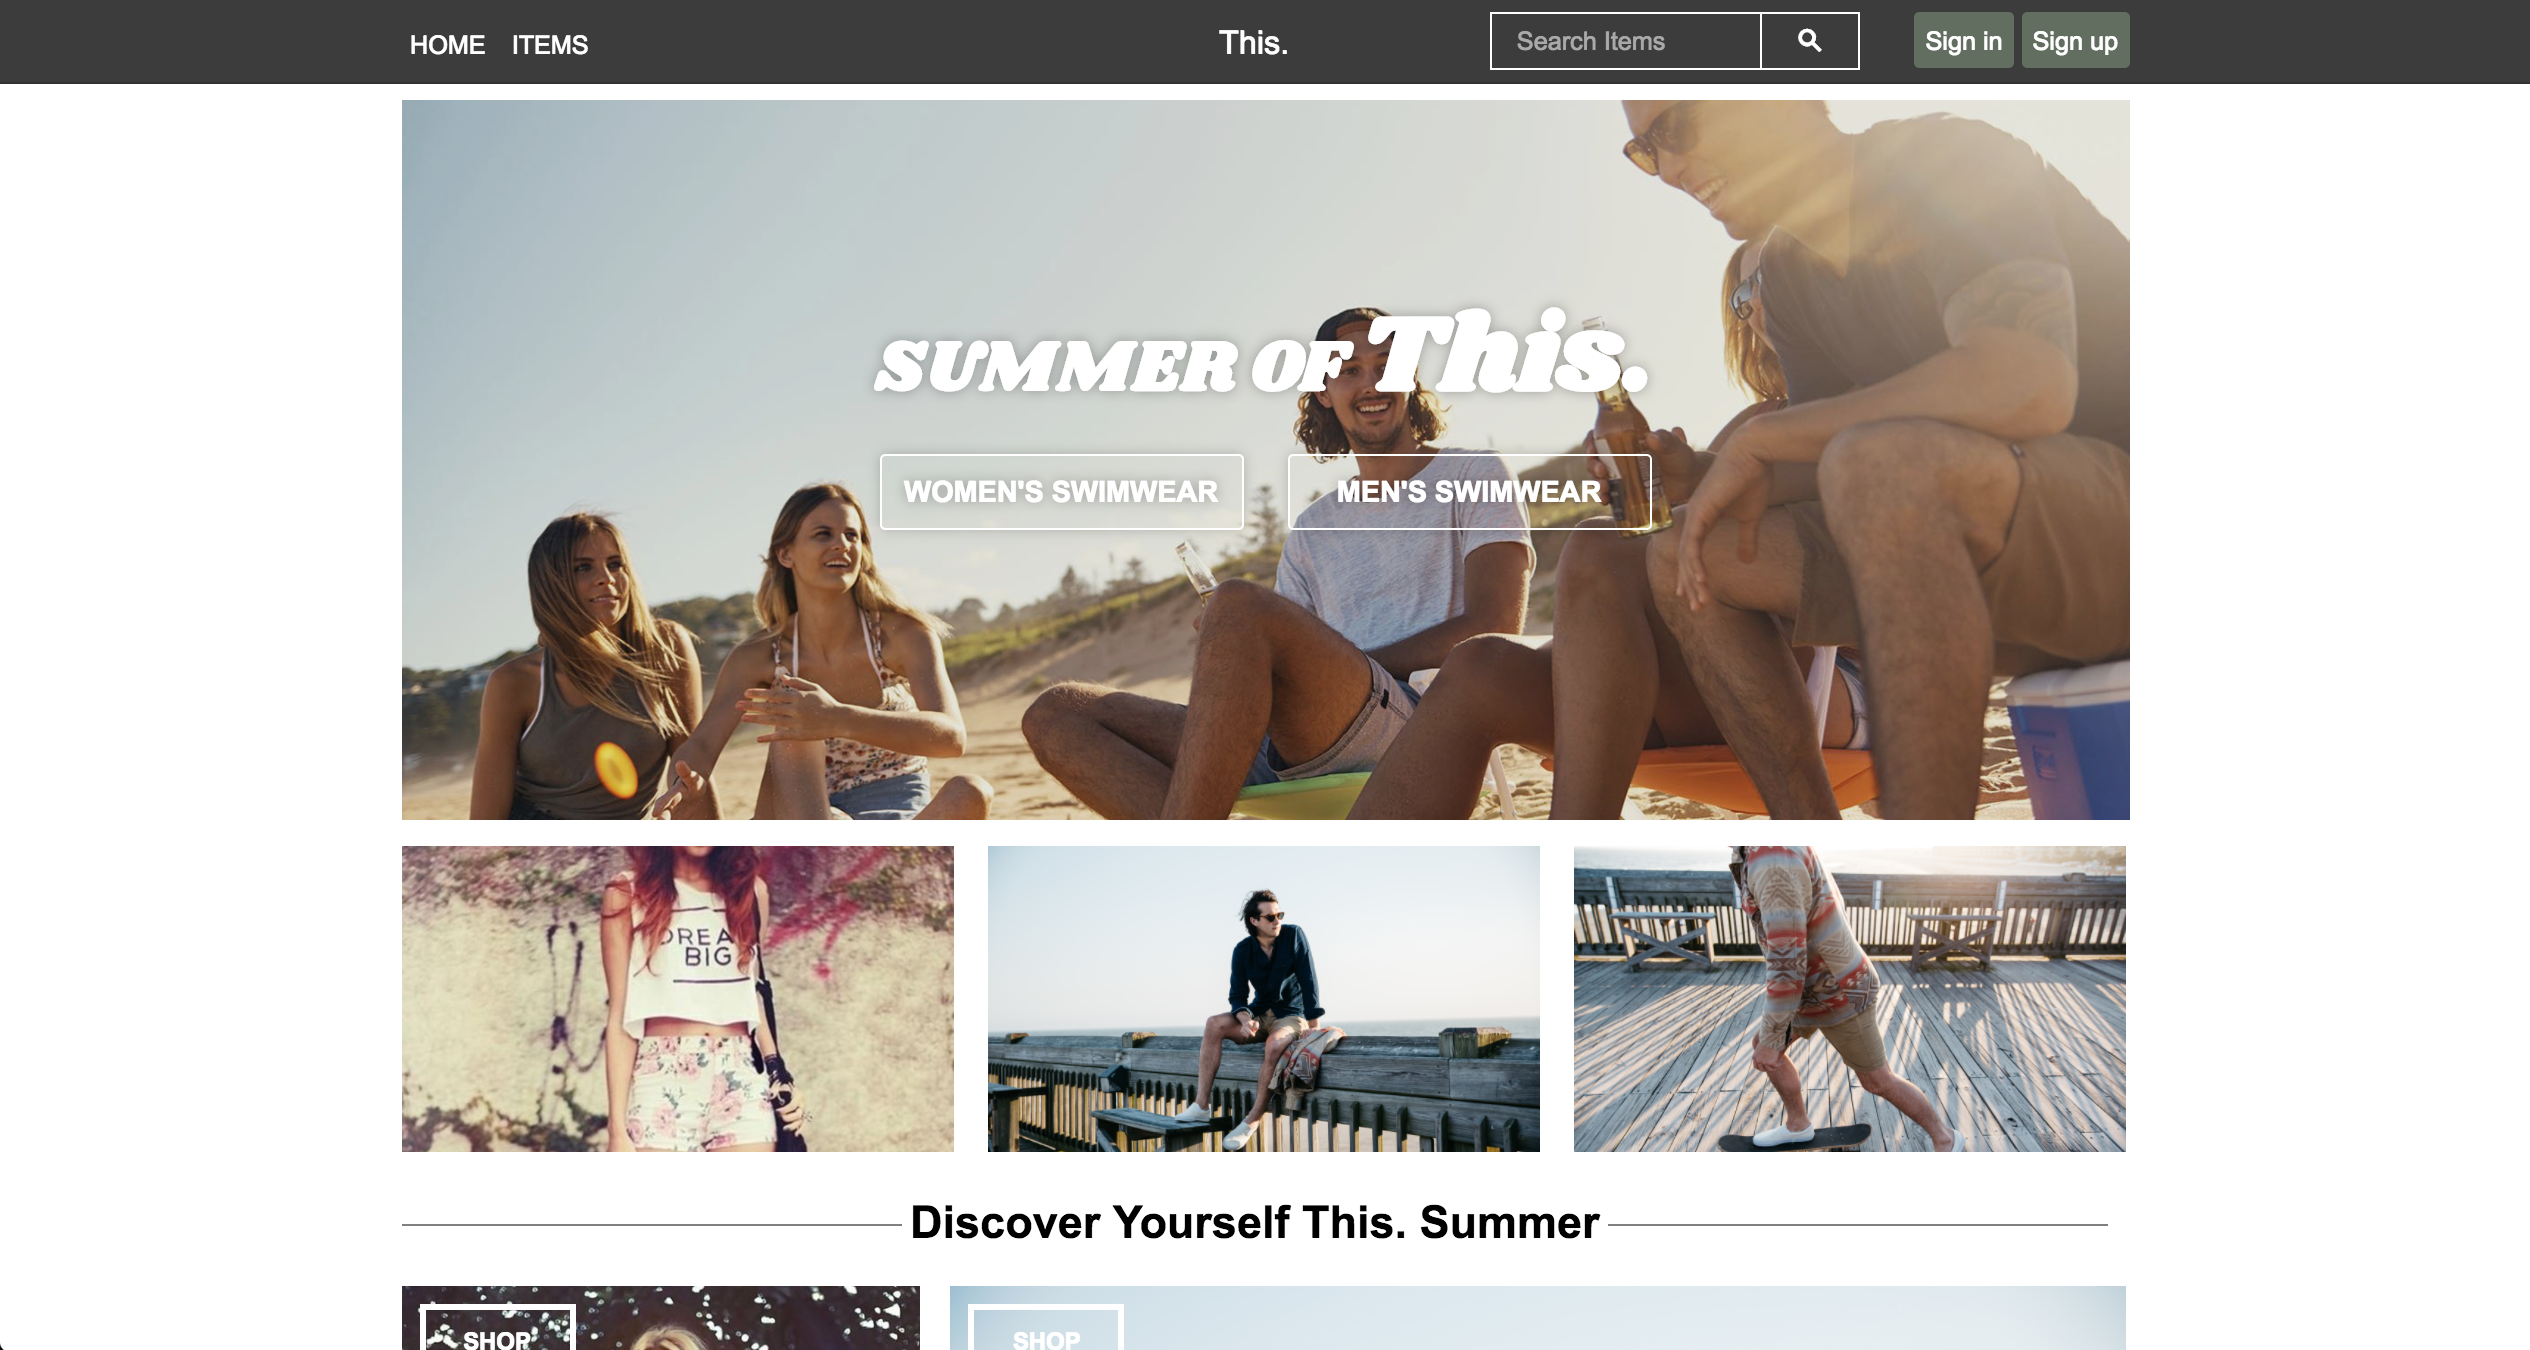 HOME ITEMS This. Search Items Sign in Sign up
SUMMER OF This.
WOMEN'S SWIMWEAR MEN'S SWIMWEAR
DREA
BIG
Discover Yourself This. Summer
SHOP SHOP